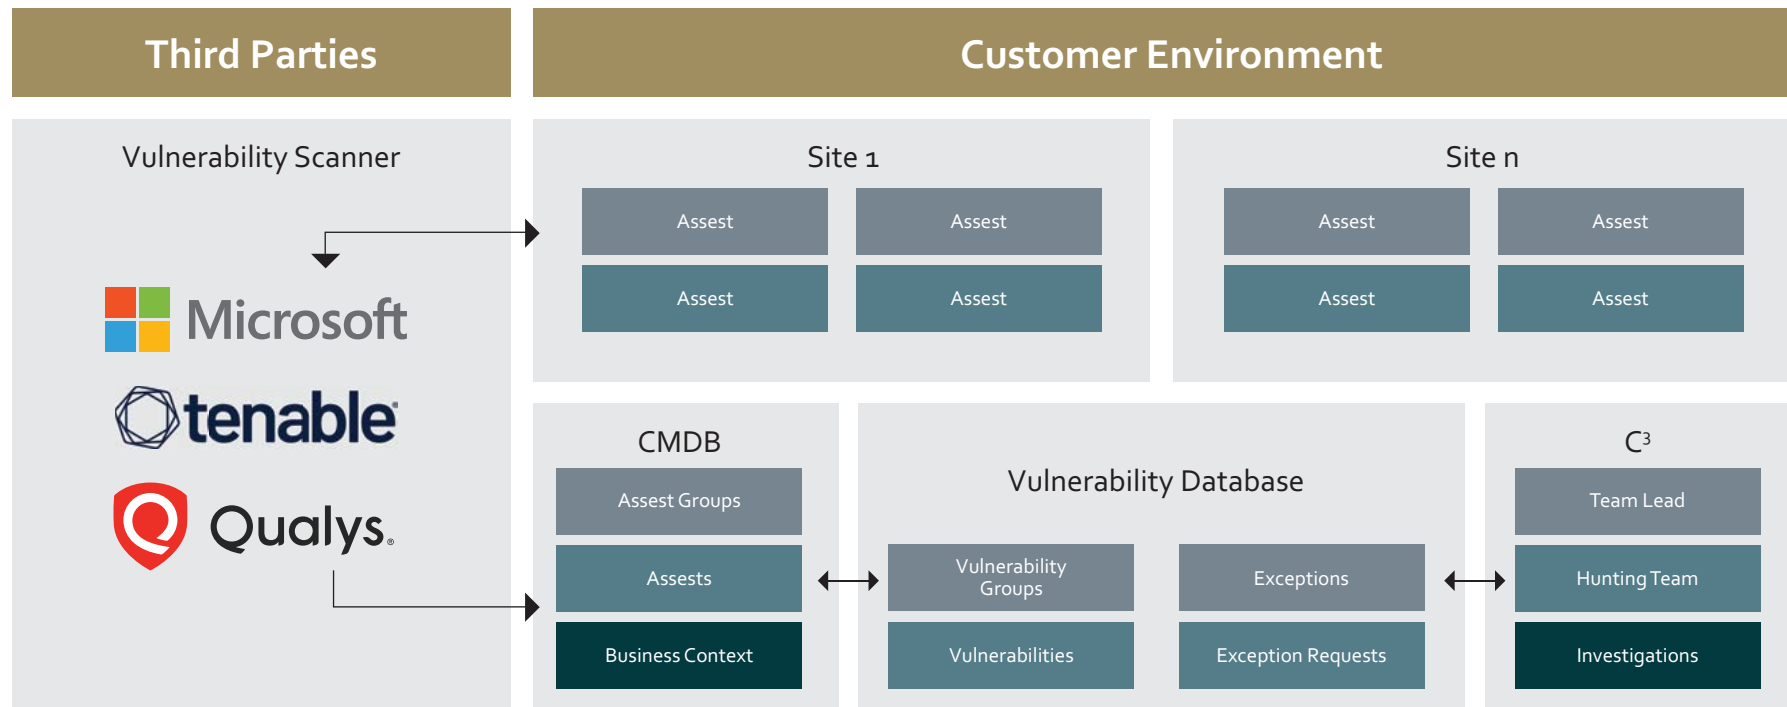 Third Parties
Customer Environment
Vulnerability Scanner
Microsoft
tenable®
Qualys®
Site 1
Assest
Assest
Assest
Assest
Site n
Assest
Assest
Assest
Assest
CMDB
Assest Groups
Assests
Business Context
Vulnerability Database
Vulnerability
Groups
Exceptions
Vulnerabilities
Exception Requests
C³
Team Lead
Hunting Team
Investigations